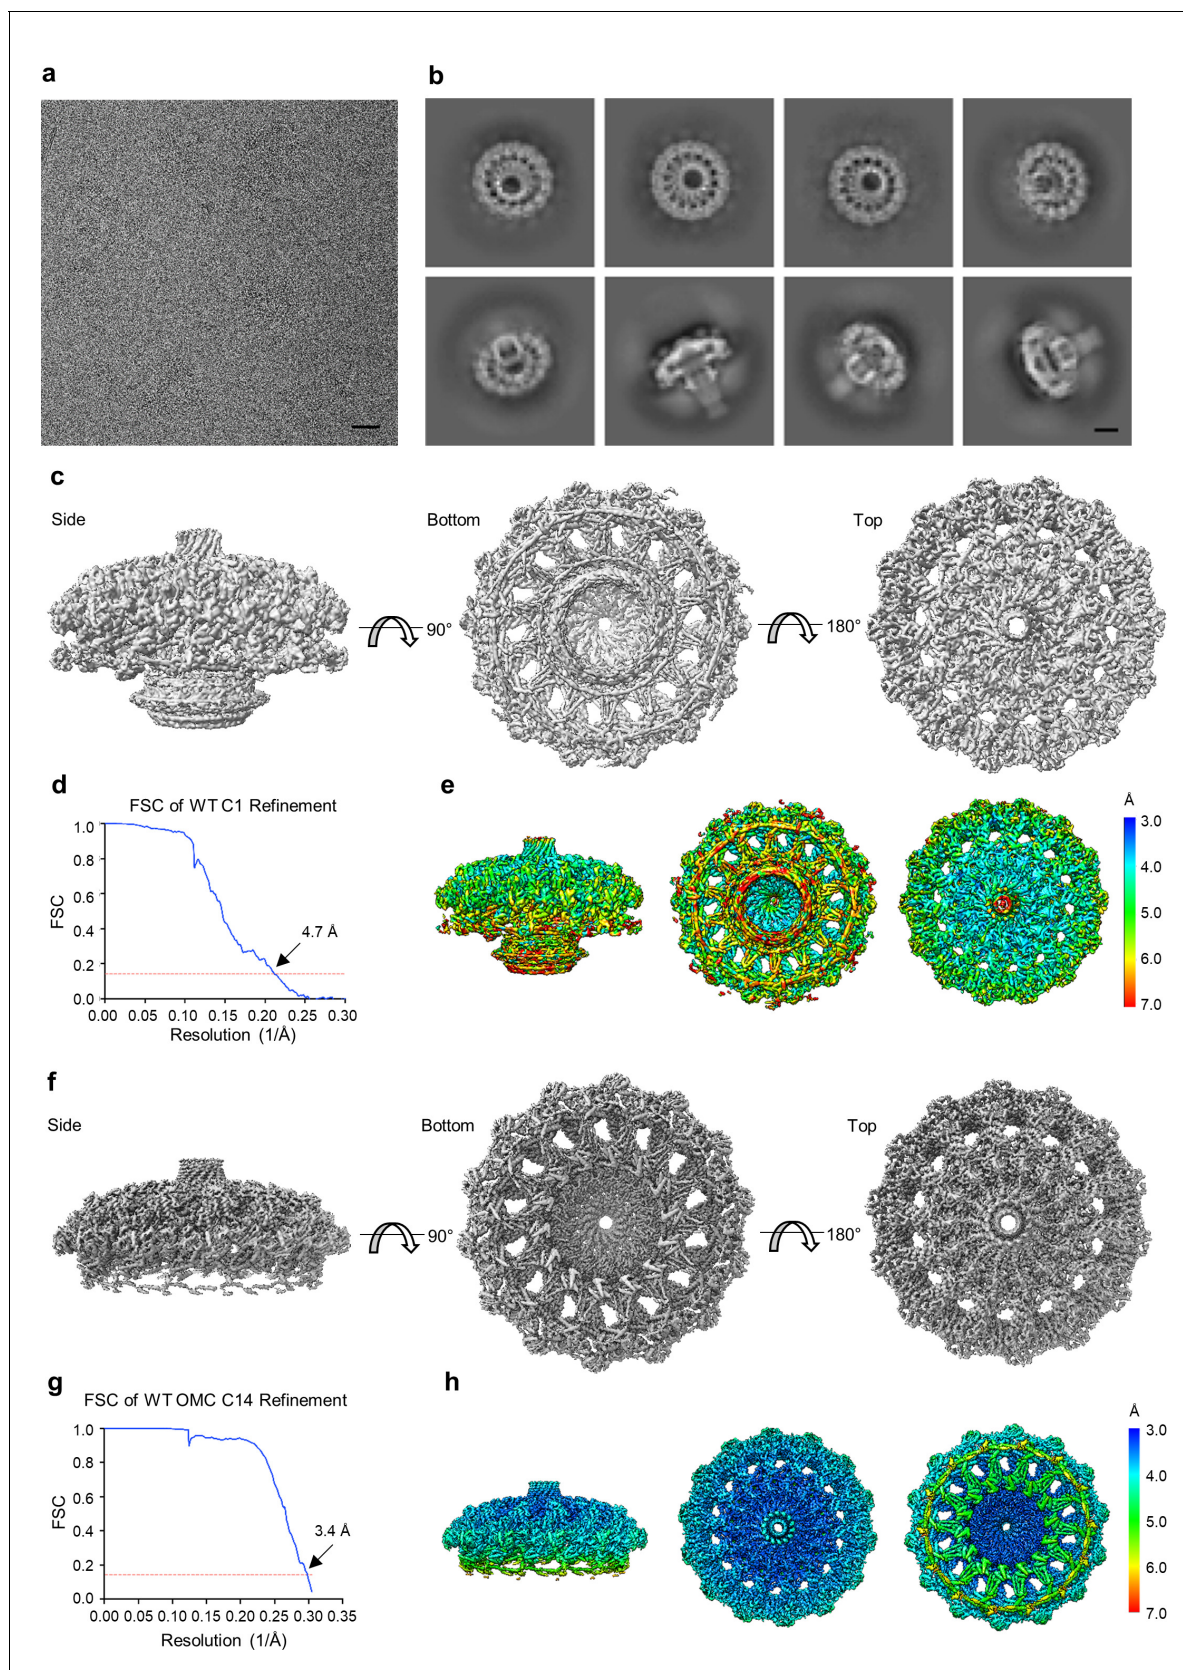 a
b
c
Side
Bottom
Top
90°
180°
d
FSC of WT C1 Refinement
1.0
0.8
0.6
0.4
0.2
0.0
FSC
4.7 Å
0.00 0.05 0.10 0.15 0.20 0.25 0.30
Resolution (1/Å)
e
Å
3.0
4.0
5.0
6.0
7.0
f
Side
Bottom
Top
90°
180°
g
FSC of WT OMC C14 Refinement
1.0
0.8
0.6
0.4
0.2
0.0
FSC
3.4 Å
0.00 0.05 0.10 0.15 0.20 0.25 0.30 0.35
Resolution (1/Å)
h
Å
3.0
4.0
5.0
6.0
7.0